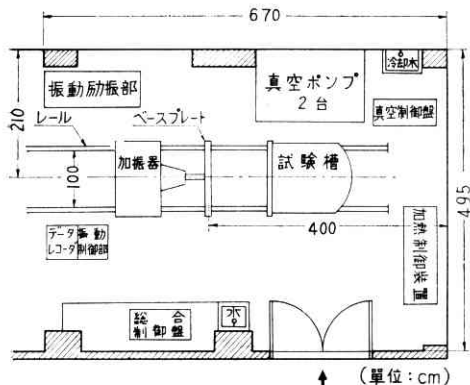 670
冷却水
振動励振部
真空ポンプ
2台
真空制御盤
210
レール
ベースプレート
加振器
試験槽
100
400
495
データ
レコーダ
振動
制御部
加熱制御装置
総合
制御盤
水
(單位:cm)